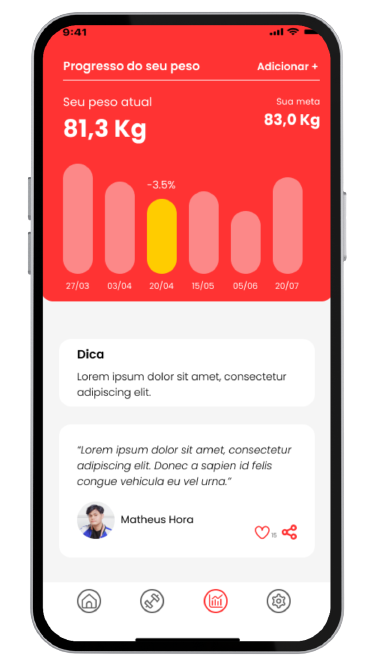 9:41
Progresso do seu peso
Adicionar +
Seu peso atual
Sua meta
81,3 Kg
83,0 Kg
-3.5%
27/03 03/04 20/04 15/05 05/06 20/07
Dica
Lorem ipsum dolor sit amet, consectetur
adipiscing elit.
“Lorem ipsum dolor sit amet, consectetur
adipiscing elit. Donec a sapien id felis
congue vehicula eu vel urna.”
Matheus Hora